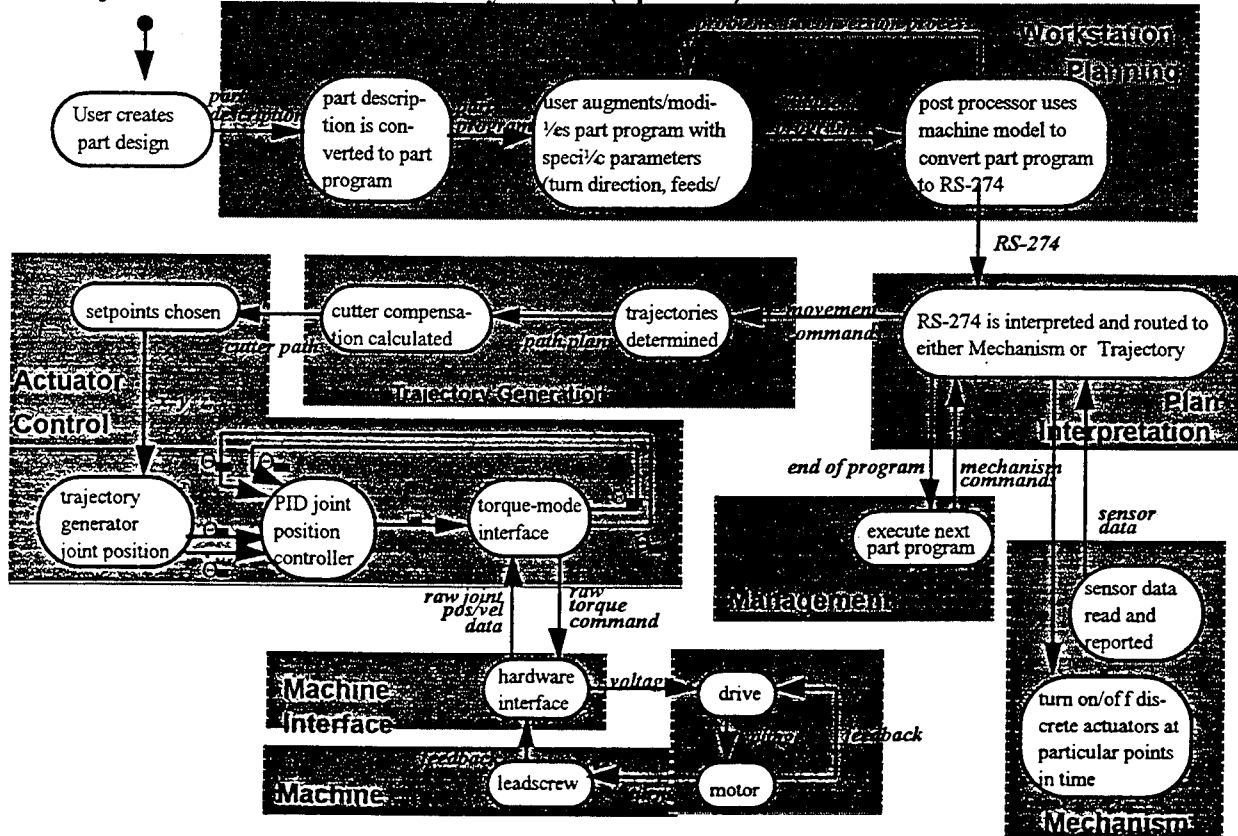 Workstation
Planning
User creates
part design
part
description
part descrip-
tion is con-
verted to part
program
part
program
user augments/modi-
¼es part program with
speci¼c parameters
(turn direction, feeds/
program
post processor uses
machine model to
convert part program
to RS-274
RS-274
setpoints chosen
cutter path
cutter compensa-
tion calculated
path plan
trajectories
determined
movement
commands
RS-274 is interpreted and routed to
either Mechanism or Trajectory
Trajectory Generation
Plan
Interpretation
Actuator
Control
trajectory
generator
joint position
PID joint
position
controller
torque-mode
interface
end of program
mechanism
commands
execute next
part program
Management
sensor
data
sensor data
read and
reported
turn on/of f dis-
crete actuators at
particular points
in time
Mechanism
raw joint
pos/vel
data
raw
torque
command
Machine
Interface
hardware
interface
voltage
drive
feedback
feedback
leadscrew
motor
Machine